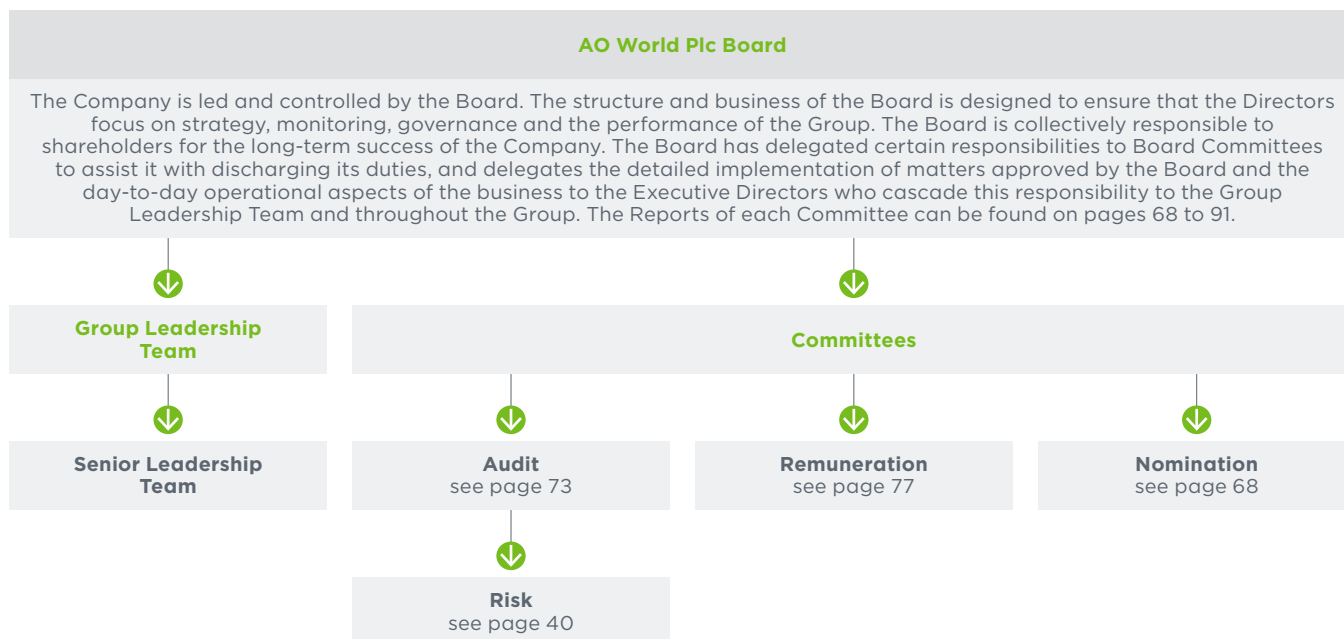 AO World Plc Board
The Company is led and controlled by the Board. The structure and business of the Board is designed to ensure that the Directors
focus on strategy, monitoring, governance and the performance of the Group. The Board is collectively responsible to
shareholders for the long-term success of the Company. The Board has delegated certain responsibilities to Board Committees
to assist it with discharging its duties, and delegates the detailed implementation of matters approved by the Board and the
day-to-day operational aspects of the business to the Executive Directors who cascade this responsibility to the Group
Leadership Team and throughout the Group. The Reports of each Committee can be found on pages 68 to 91.
Group Leadership
Team
Committees
Senior Leadership
Team
Audit
see page 73
Remuneration
see page 77
Nomination
see page 68
Risk
see page 40